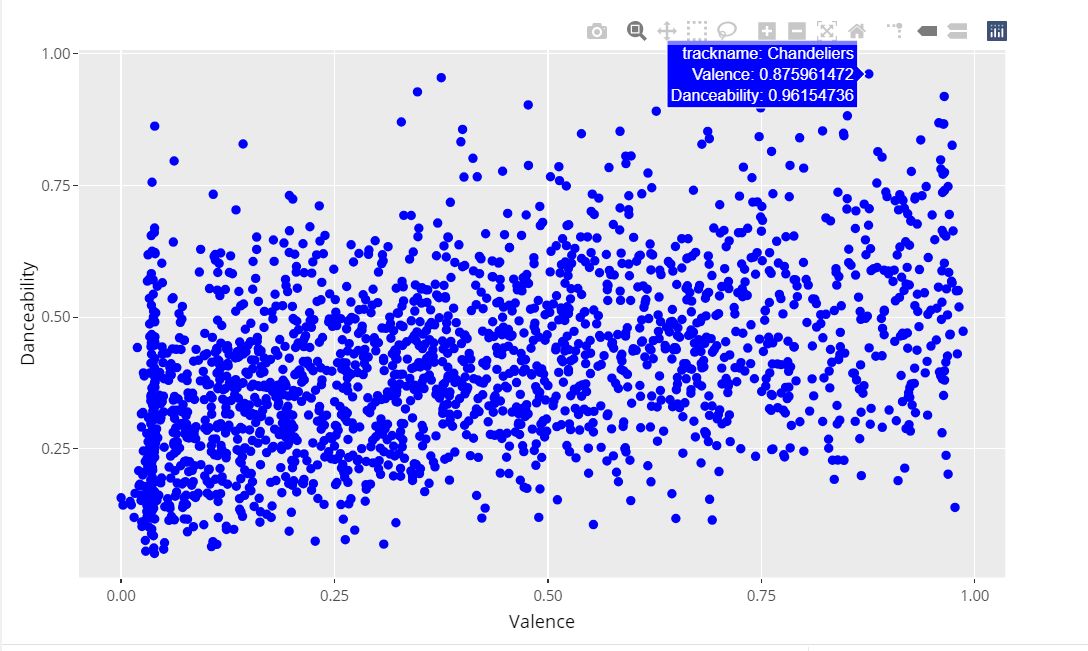 trackname: Chandeliers
Valence: 0.875961472
Danceability: 0.96154736
1.00
0.75
0.50
0.25
Danceability
0.00
0.25
0.50
0.75
1.00
Valence